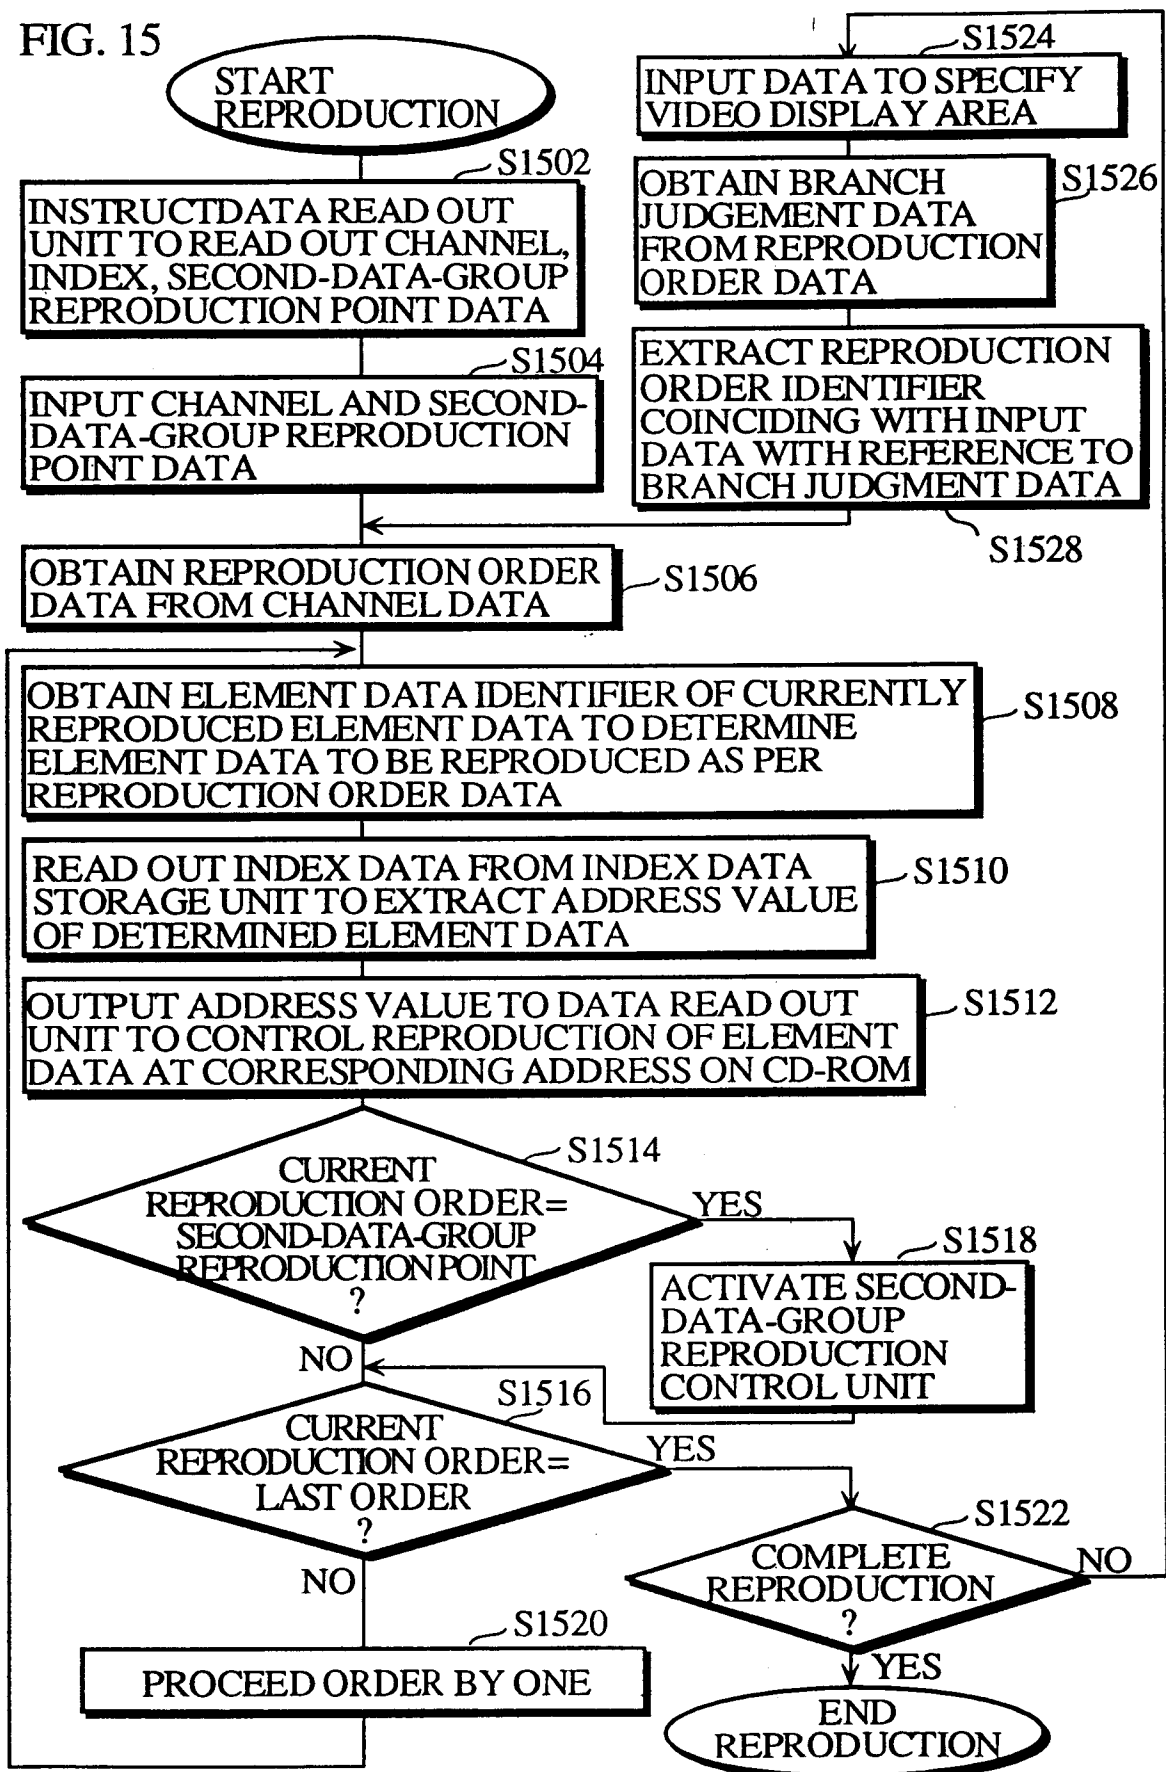 FIG. 15
START
REPRODUCTION
S1502
INSTRUCTDATA READ OUT
UNIT TO READ OUT CHANNEL,
INDEX, SECOND-DATA-GROUP
REPRODUCTION POINT DATA
S1504
INPUT CHANNEL AND SECOND-
DATA-GROUP REPRODUCTION
POINT DATA
S1524
INPUT DATA TO SPECIFY
VIDEO DISPLAY AREA
S1526
OBTAIN BRANCH
JUDGEMENT DATA
FROM REPRODUCTION
ORDER DATA
EXTRACT REPRODUCTION
ORDER IDENTIFIER
COINCIDING WITH INPUT
DATA WITH REFERENCE TO
BRANCH JUDGMENT DATA
S1528
OBTAIN REPRODUCTION ORDER
DATA FROM CHANNEL DATA
S1506
OBTAIN ELEMENT DATA IDENTIFIER OF CURRENTLY
REPRODUCED ELEMENT DATA TO DETERMINE
ELEMENT DATA TO BE REPRODUCED AS PER
REPRODUCTION ORDER DATA
S1508
READ OUT INDEX DATA FROM INDEX DATA
STORAGE UNIT TO EXTRACT ADDRESS VALUE
OF DETERMINED ELEMENT DATA
S1510
OUTPUT ADDRESS VALUE TO DATA READ OUT
UNIT TO CONTROL REPRODUCTION OF ELEMENT
DATA AT CORRESPONDING ADDRESS ON CD-ROM
S1512
S1514
CURRENT
REPRODUCTION ORDER=
SECOND-DATA-GROUP
REPRODUCTION POINT
?
YES
NO
S1518
ACTIVATE SECOND-
DATA-GROUP
REPRODUCTION
CONTROL UNIT
S1516
CURRENT
REPRODUCTION ORDER=
LAST ORDER
?
YES
NO
S1522
COMPLETE
REPRODUCTION
?
NO
YES
S1520
PROCEED ORDER BY ONE
END
REPRODUCTION